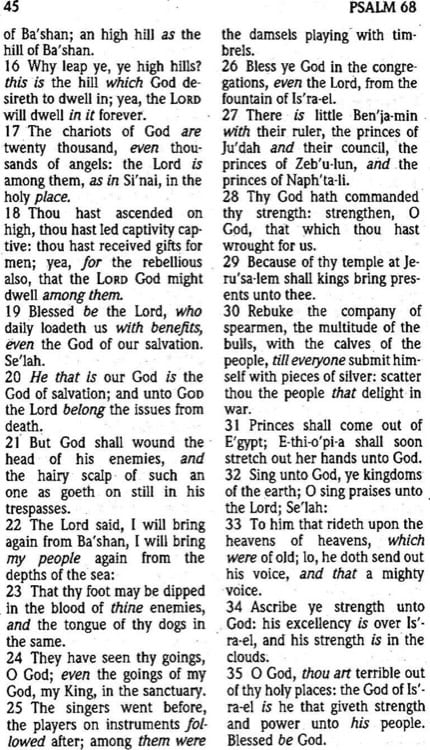 45
PSALM 68
of Ba'shan; an high hill as the
hill of Ba'shan.
16 Why leap ye, ye high hills?
this is the hill which God de-
sireth to dwell in; yea, the LORD
will dwell in it forever.
17 The chariots of God are
twenty thousand, even thou-
sands of angels: the Lord is
among them, as in Si'nai, in the
holy place.
18 Thou hast ascended on
high, thou hast led captivity cap-
tive: thou hast received gifts for
men; yea, for the rebellious
also, that the LORD God might
dwell among them.
19 Blessed be the Lord, who
daily loadeth us with benefits,
even the God of our salvation.
Se'lah.
20 He that is our God is the
God of salvation; and unto GOD
the Lord belong the issues from
death.
21 But God shall wound the
head of his enemies, and
the hairy scalp of such an
one as goeth on still in his
trespasses.
22 The Lord said, I will bring
again from Ba'shan, I will bring
my people again from the
depths of the sea:
23 That thy foot may be dipped
in the blood of thine enemies,
and the tongue of thy dogs in
the same.
24 They have seen thy goings,
O God; even the goings of my
God, my King, in the sanctuary.
25 The singers went before,
the players on instruments fol-
lowed after; among them were
the damsels playing with tim-
brels.
26 Bless ye God in the congre-
gations, even the Lord, from the
fountain of Is'ra-el.
27 There is little Ben'ja-min
with their ruler, the princes of
Ju'dah and their council, the
princes of Zeb'u-lun, and the
princes of Naph'ta-li.
28 Thy God hath commanded
thy strength: strengthen, O
God, that which thou hast
wrought for us.
29 Because of thy temple at Je-
ru'sa-lem shall kings bring pres-
ents unto thee.
30 Rebuke the company of
spearmen, the multitude of the
bulls, with the calves of the
people, till everyone submit him-
self with pieces of silver: scatter
thou the people that delight in
war.
31 Princes shall come out of
E'gypt; E-thi-o'pi-a shall soon
stretch out her hands unto God.
32 Sing unto God, ye kingdoms
of the earth; O sing praises unto
the Lord; Se'lah:
33 To him that rideth upon the
heavens of heavens, which
were of old; lo, he doth send out
his voice, and that a mighty
voice.
34 Ascribe ye strength unto
God: his excellency is over Is'-
ra-el, and his strength is in the
clouds.
35 O God, thou art terrible out
of thy holy places: the God of Is'-
ra-el is he that giveth strength
and power unto his people.
Blessed be God.